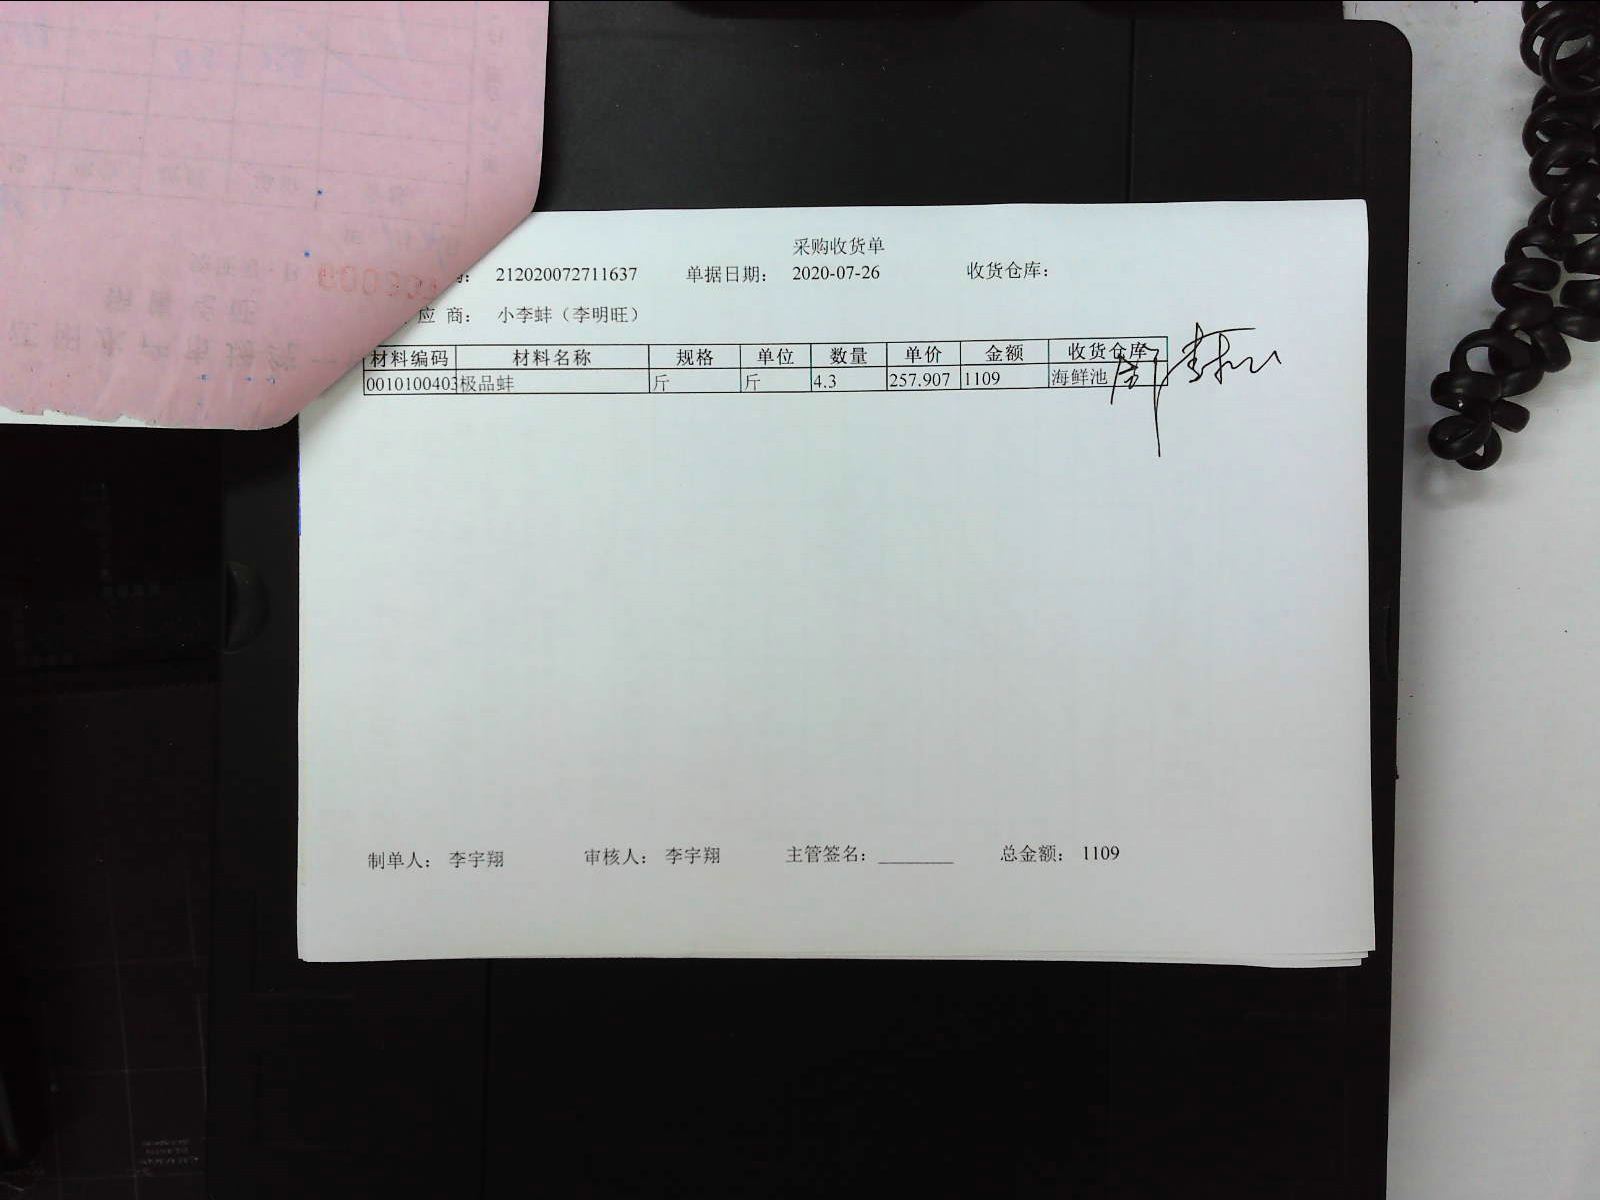 采购收货单
212020072711637 单据日期： 2020-07-26 收货仓库：
应 商： 小李蚌（李明旺）
材料编码 材料名称 规格 单位 数量 单价 金额 收货仓库
0010100403 极品蚌 斤 斤 4.3 257.907 1109 海鲜池
制单人： 李宇翔 审核人： 李宇翔 主管签名：________ 总金额： 1109